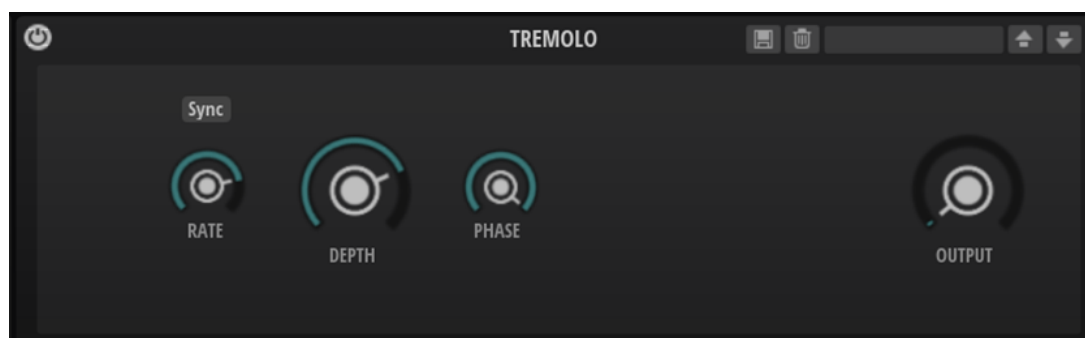 TREMOLO
Sync
RATE
DEPTH
PHASE
OUTPUT